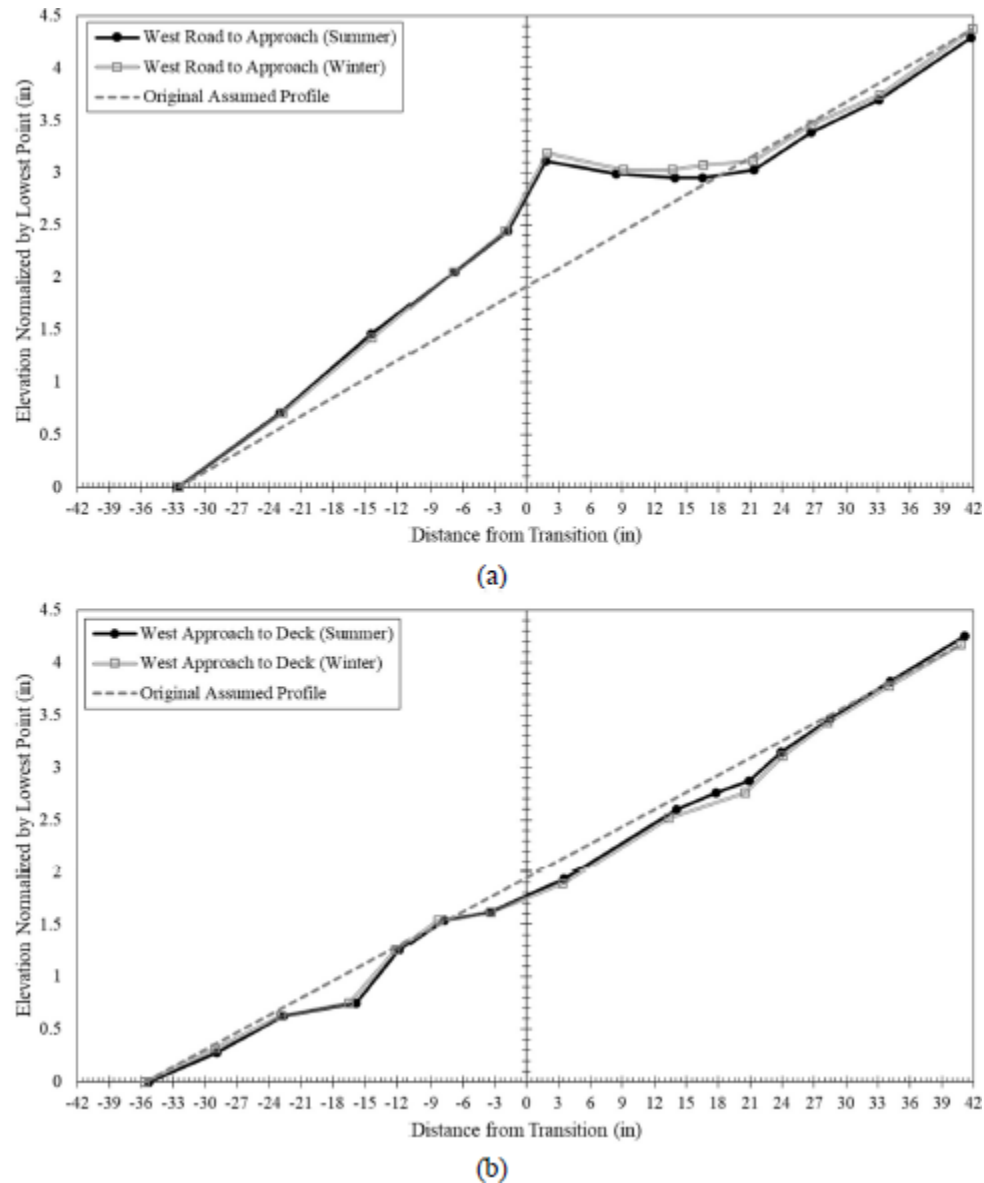 4.5
West Road to Approach (Summer)
4
West Road to Approach (Winter)
Original Assumed Profile
3.5
3
2.5
2
1.5
1
0.5
0
Elevation Normalized by Lowest Point (in)
-42 -39 -36 -33 -30 -27 -24 -21 -18 -15 -12 -9 -6 -3 0 3 6 9 12 15 18 21 24 27 30 33 36 39 42
Distance from Transition (in)
(a)
4.5
West Approach to Deck (Summer)
4
West Approach to Deck (Winter)
Original Assumed Profile
3.5
3
2.5
2
1.5
1
0.5
0
Elevation Normalized by Lowest Point (in)
-42 -39 -36 -33 -30 -27 -24 -21 -18 -15 -12 -9 -6 -3 0 3 6 9 12 15 18 21 24 27 30 33 36 39 42
Distance from Transition (in)
(b)